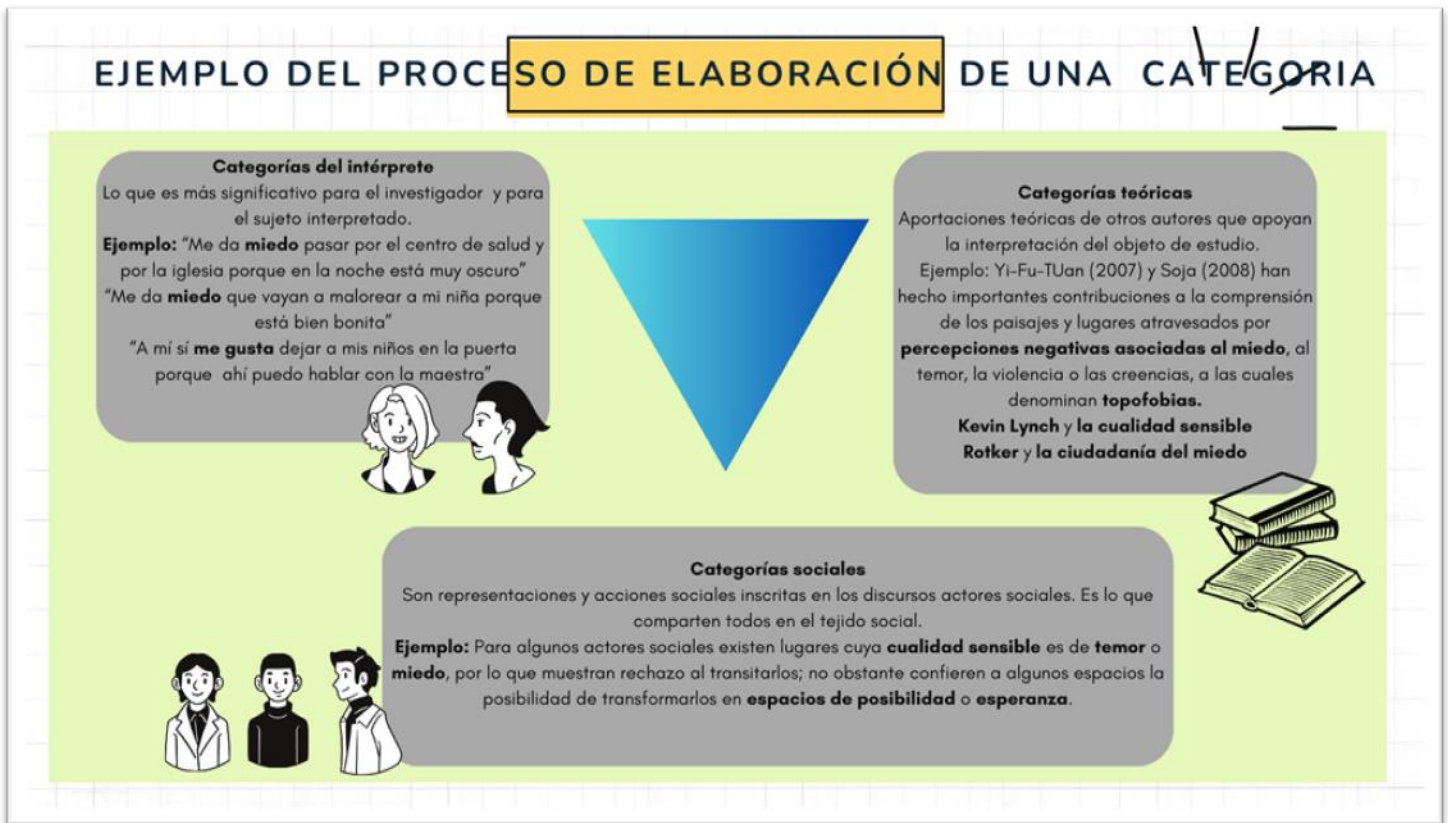 EJEMPLO DEL PROCESO DE ELABORACIÓN DE UNA CATEGORIA
Categorías del intérprete
Lo que es más significativo para el investigador y para
el sujeto interpretado.
Ejemplo: “Me da miedo pasar por el centro de salud y
por la iglesia porque en la noche está muy oscuro”
“Me da miedo que vayan a malorear a mi niña porque
está bien bonita”
“A mí sí me gusta dejar a mis niños en la puerta
porque ahí puedo hablar con la maestra”
Categorías teóricas
Aportaciones teóricas de otros autores que apoyan
la interpretación del objeto de estudio.
Ejemplo: Yi-Fu-TUan (2007) y Soja (2008) han
hecho importantes contribuciones a la comprensión
de los paisajes y lugares atravesados por
percepciones negativas asociadas al miedo, al
temor, la violencia o las creencias, a las cuales
denominan topofobias.
Kevin Lynch y la cualidad sensible
Rotker y la ciudadanía del miedo
Categorías sociales
Son representaciones y acciones sociales inscritas en los discursos actores sociales. Es lo que
comparten todos en el tejido social.
Ejemplo: Para algunos actores sociales existen lugares cuya cualidad sensible es de temor o
miedo, por lo que muestran rechazo al transitarlos; no obstante confieren a algunos espacios la
posibilidad de transformarlos en espacios de posibilidad o esperanza.